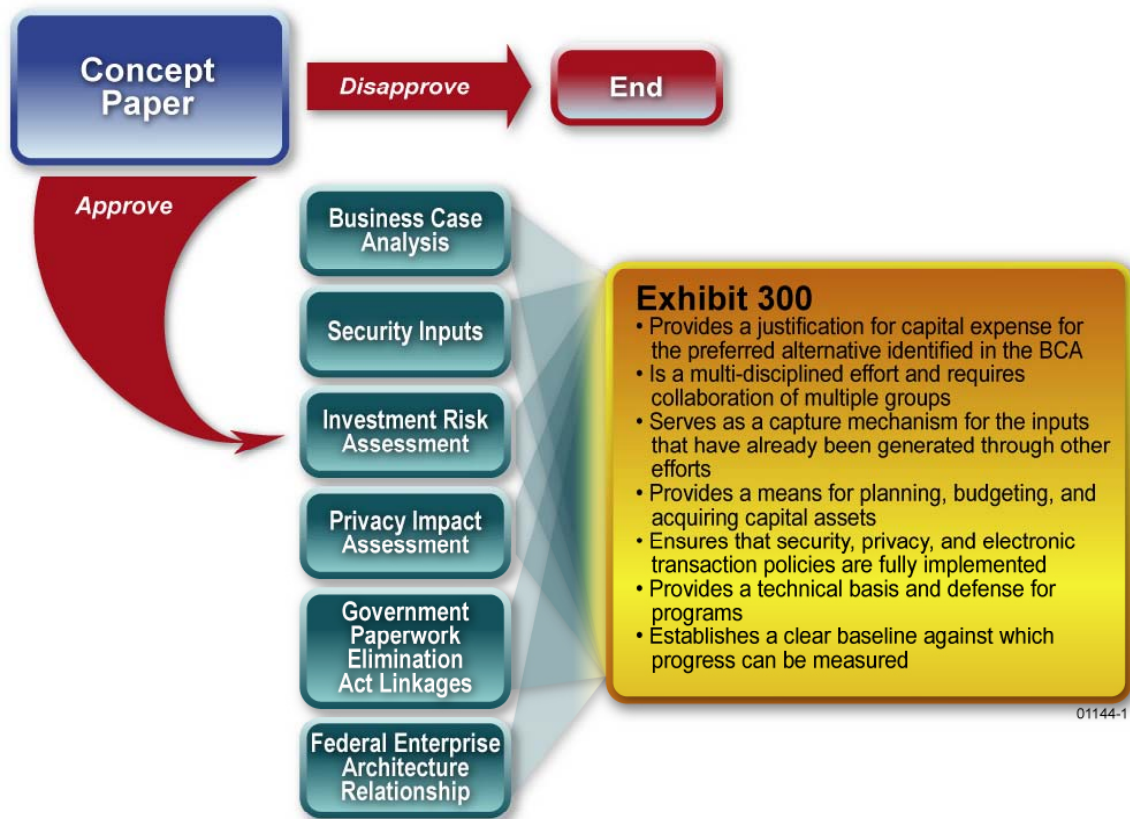 Concept
Paper
Disapprove
End
Approve
Business Case
Analysis
Security Inputs
Investment Risk
Assessment
Privacy Impact
Assessment
Government
Paperwork
Elimination
Act Linkages
Federal Enterprise
Architecture
Relationship
Exhibit 300
• Provides a justification for capital expense for
the preferred alternative identified in the BCA
• Is a multi-disciplined effort and requires
collaboration of multiple groups
• Serves as a capture mechanism for the inputs
that have already been generated through other
efforts
• Provides a means for planning, budgeting, and
acquiring capital assets
• Ensures that security, privacy, and electronic
transaction policies are fully implemented
• Provides a technical basis and defense for
programs
• Establishes a clear baseline against which
progress can be measured
01144-1